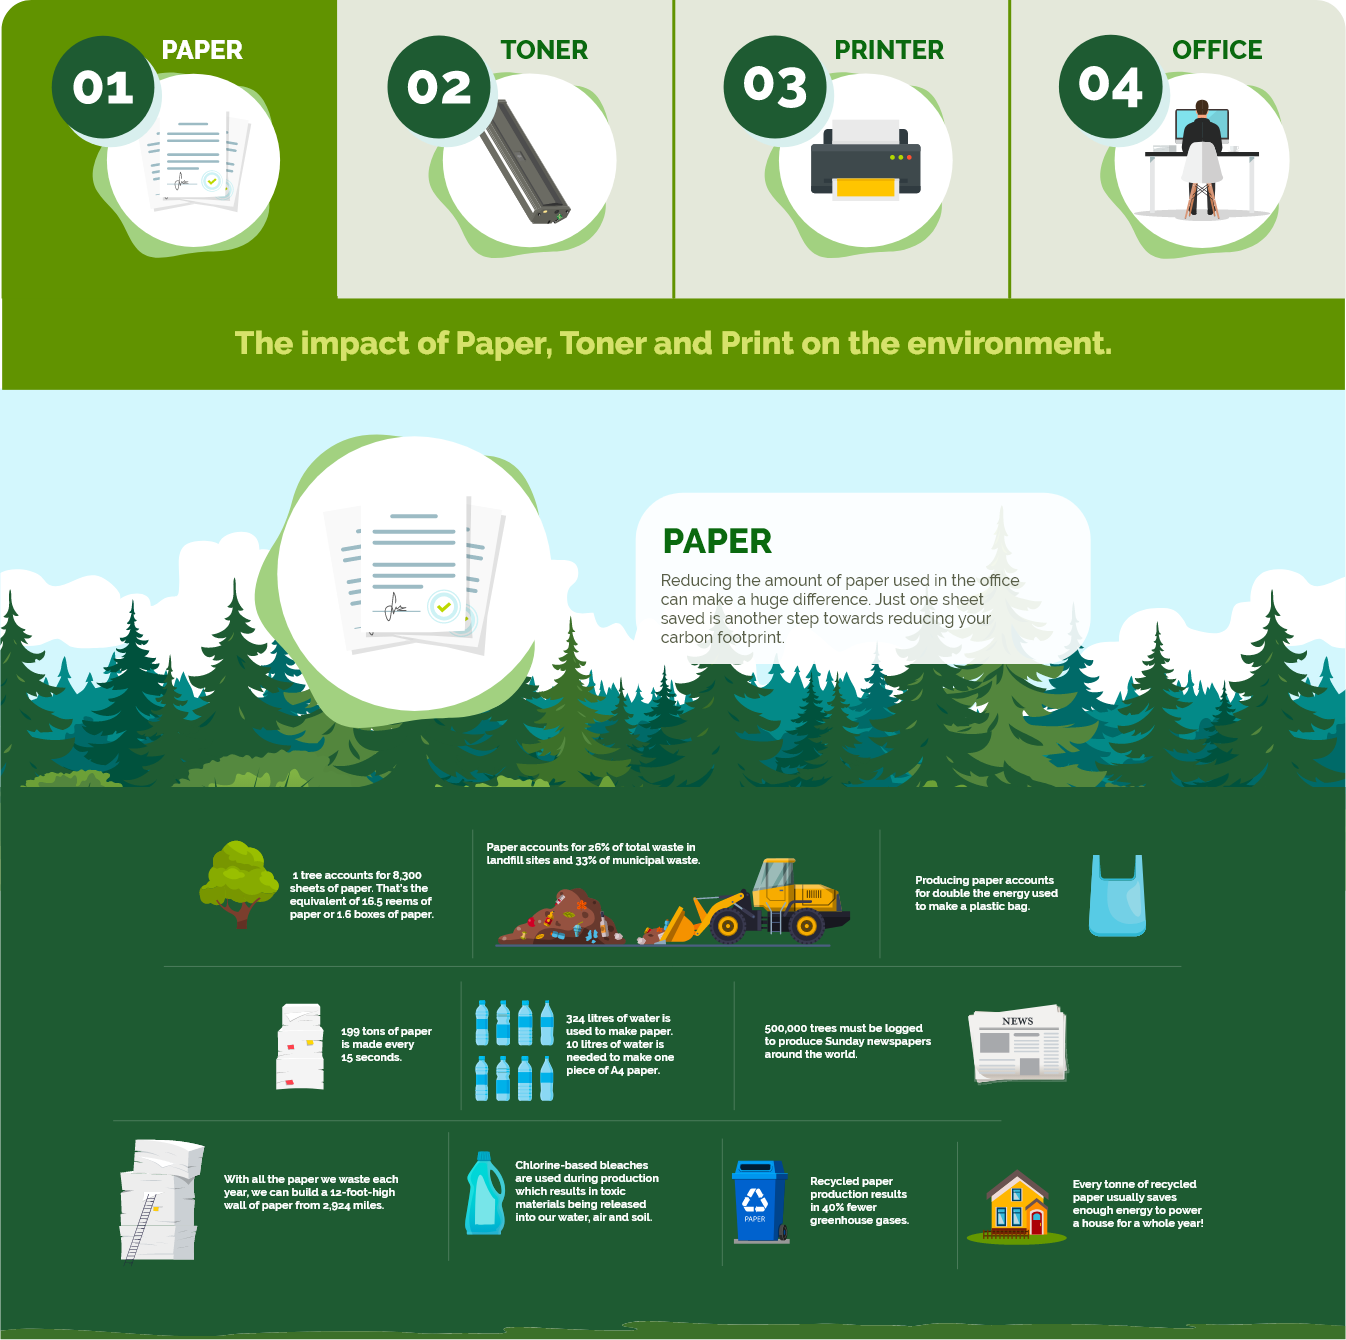 01 PAPER
02 TONER
03 PRINTER
04 OFFICE
The impact of Paper, Toner and Print on the environment.
PAPER
Reducing the amount of paper used in the office
can make a huge difference. Just one sheet
saved is another step towards reducing your
carbon footprint.
1 tree accounts for 8,300
sheets of paper. That's the
equivalent of 16.5 reems of
paper or 1.6 boxes of paper.
Paper accounts for 26% of total waste in
landfill sites and 33% of municipal waste.
Producing paper accounts
for double the energy used
to make a plastic bag.
199 tons of paper
is made every
15 seconds.
324 litres of water is
used to make paper.
10 litres of water is
needed to make one
piece of A4 paper.
500,000 trees must be logged
to produce Sunday newspapers
around the world.
NEWS
With all the paper we waste each
year, we can build a 12-foot-high
wall of paper from 2,924 miles.
Chlorine-based bleaches
are used during production
which results in toxic
materials being released
into our water, air and soil.
PAPER
Recycled paper
production results
in 40% fewer
greenhouse gases.
Every tonne of recycled
paper usually saves
enough energy to power
a house for a whole year!